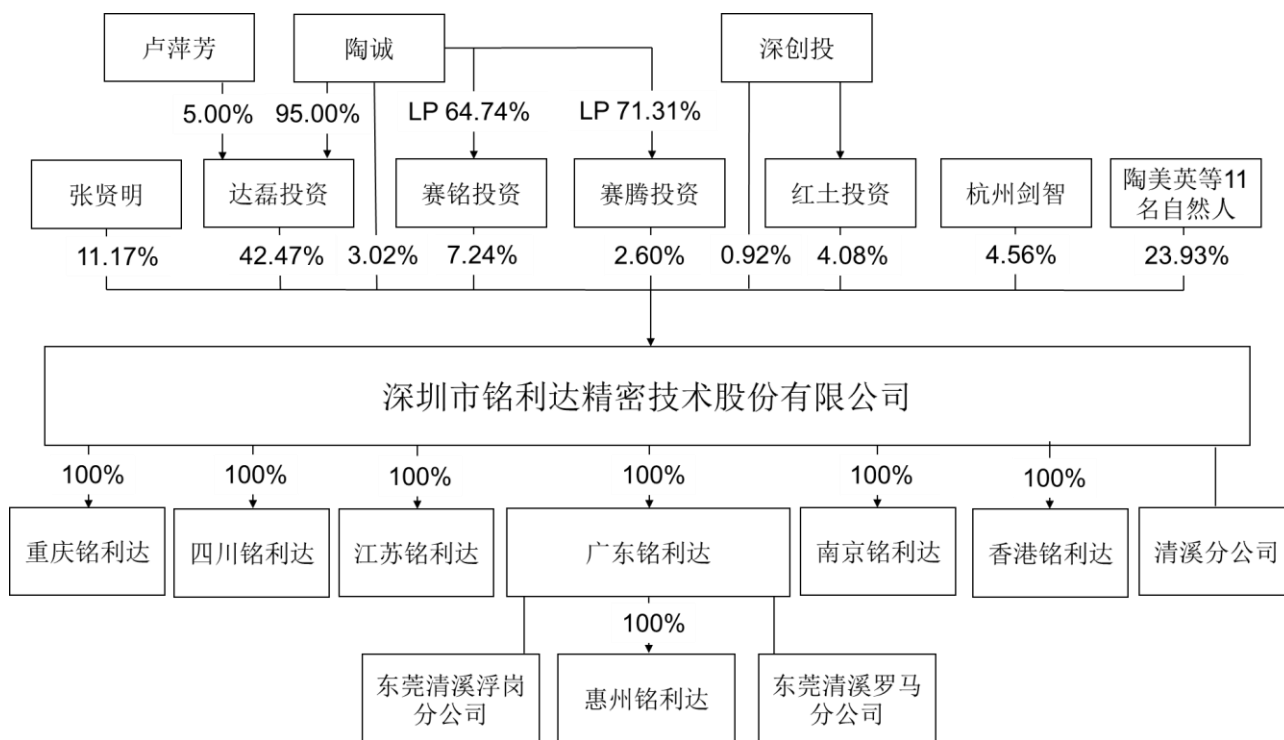 卢萍芳
陶诚
深创投
5.00%
95.00%
LP 64.74%
LP 71.31%
张贤明
达磊投资
赛铭投资
赛腾投资
红土投资
杭州剑智
陶美英等11
名自然人
11.17%
42.47%
3.02%
7.24%
2.60%
0.92%
4.08%
4.56%
23.93%
深圳市铭利达精密技术股份有限公司
100%
100%
100%
100%
100%
100%
重庆铭利达
四川铭利达
江苏铭利达
广东铭利达
南京铭利达
香港铭利达
清溪分公司
100%
东莞清溪浮岗
分公司
惠州铭利达
东莞清溪罗马
分公司